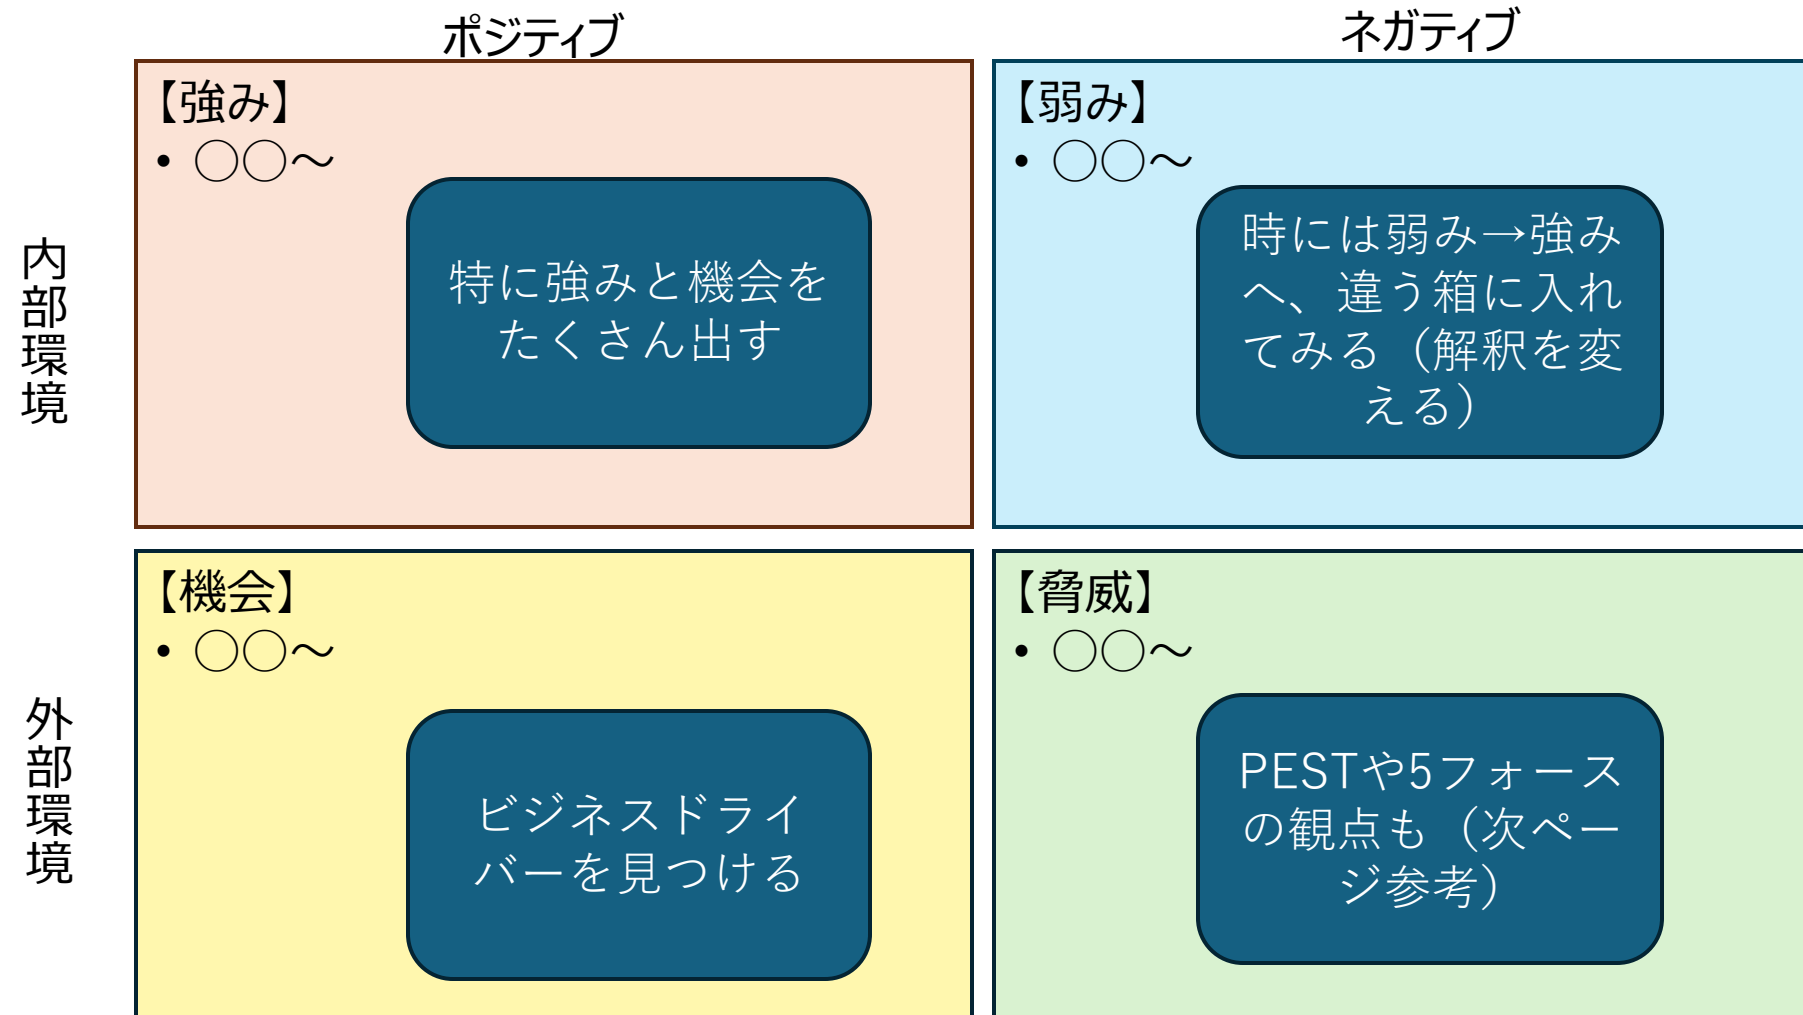 ポジティブ
ネガティブ
内部環境
【強み】
• ○○～
特に強みと機会を
たくさん出す
【弱み】
• ○○～
時には弱み→強み
へ、違う箱に入れ
てみる（解釈を変
える）
外部環境
【機会】
• ○○～
ビジネスドライ
バーを見つける
【脅威】
• ○○～
PESTや5フォース
の観点も（次ペー
ジ参考）